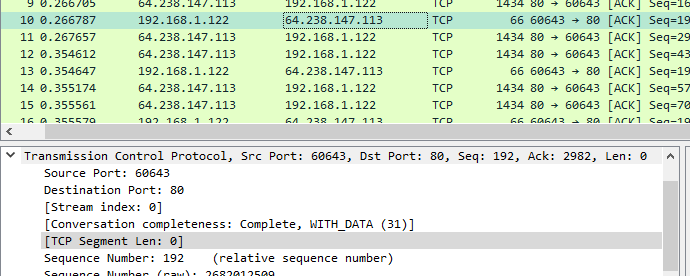 9 0.266705 64.238.147.113 192.168.1.122 TCP 1434 80 → 60643 [ACK] Seq=16
10 0.266787 192.168.1.122 64.238.147.113 TCP 66 60643 → 80 [ACK] Seq=19
11 0.267657 64.238.147.113 192.168.1.122 TCP 1434 80 → 60643 [ACK] Seq=29
12 0.354612 64.238.147.113 192.168.1.122 TCP 1434 80 → 60643 [ACK] Seq=43
13 0.354647 192.168.1.122 64.238.147.113 TCP 66 60643 → 80 [ACK] Seq=19
14 0.355174 64.238.147.113 192.168.1.122 TCP 1434 80 → 60643 [ACK] Seq=57
15 0.355561 64.238.147.113 192.168.1.122 TCP 1434 80 → 60643 [ACK] Seq=70
16 0.355579 192.168.1.122 64.238.147.113 TCP 66 60643 → 80 [ACK] Seq=19
Transmission Control Protocol, Src Port: 60643, Dst Port: 80, Seq: 192, Ack: 2982, Len: 0
Source Port: 60643
Destination Port: 80
[Stream index: 0]
[Conversation completeness: Complete, WITH_DATA (31)]
[TCP Segment Len: 0]
Sequence Number: 192 (relative sequence number)
Sequence Number (raw): 2682012509